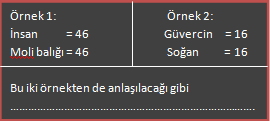 Örnek 1:
İnsan = 46
Moli balığı = 46
Örnek 2:
Güvercin = 16
Soğan = 16
Bu iki örnekten de anlaşılacağı gibi
................................................................................